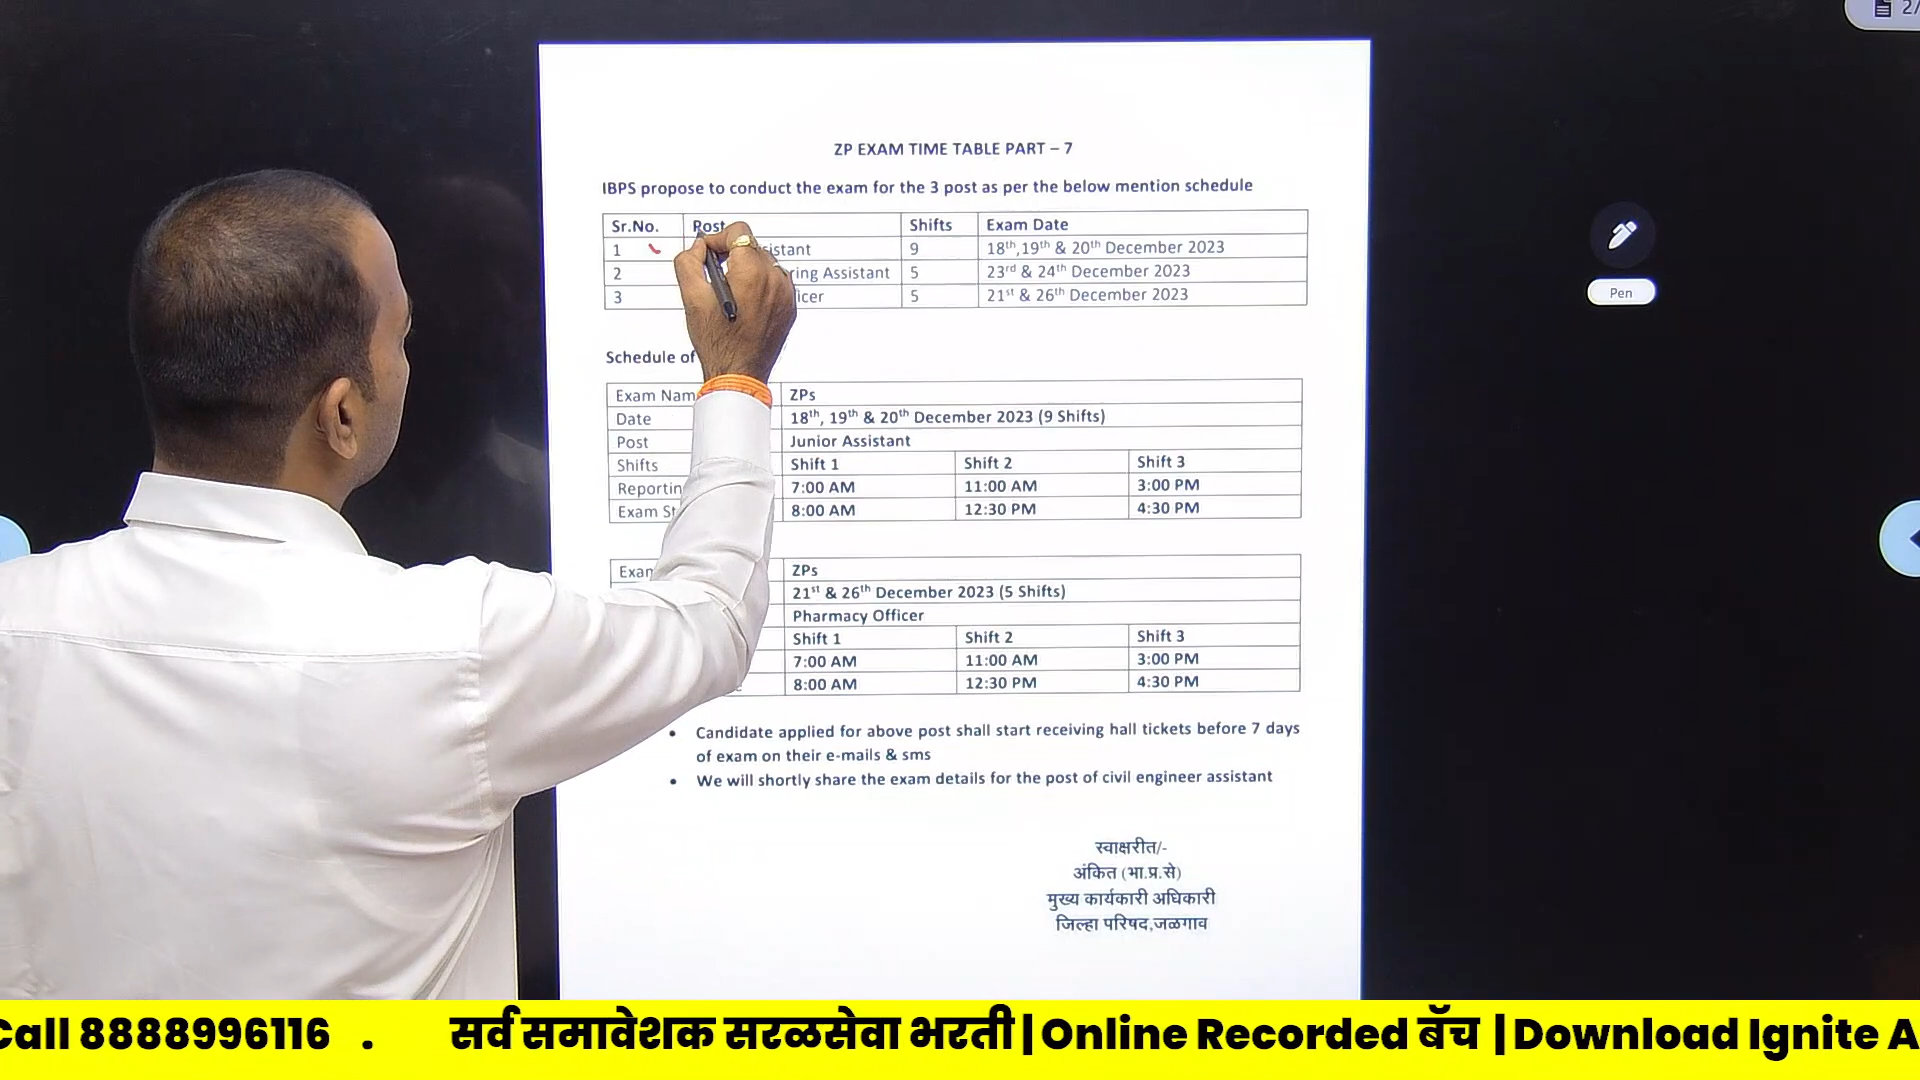 2/
ZP EXAM TIME TABLE PART – 7
IBPS propose to conduct the exam for the 3 post as per the below mention schedule
Sr.No. Post Shifts Exam Date
1 sistant 9 18th,19th & 20th December 2023
2 ring Assistant 5 23rd & 24th December 2023
3 icer 5 21st & 26th December 2023
Pen
Schedule of
Exam Nam ZPs
Date 18th, 19th & 20th December 2023 (9 Shifts)
Post Junior Assistant
Shifts Shift 1 Shift 2 Shift 3
Reportin 7:00 AM 11:00 AM 3:00 PM
Exam St 8:00 AM 12:30 PM 4:30 PM
Exam ZPs
21st & 26th December 2023 (5 Shifts)
Pharmacy Officer
Shift 1 Shift 2 Shift 3
7:00 AM 11:00 AM 3:00 PM
8:00 AM 12:30 PM 4:30 PM
• Candidate applied for above post shall start receiving hall tickets before 7 days
of exam on their e-mails & sms
• We will shortly share the exam details for the post of civil engineer assistant
स्वाक्षरीत/-
अंकित (भा.प्र.से)
मुख्य कार्यकारी अधिकारी
जिल्हा परिषद,जळगाव
Call 8888996116 . सर्व समावेशक सरळसेवा भरती | Online Recorded बॅच | Download Ignite A